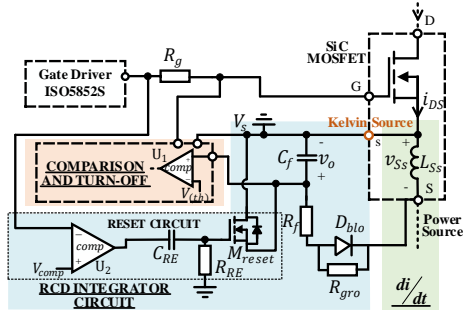 D
SiC
MOSFET
R_g
Gate Driver
ISO5852S
G
i_DS
V_s
Kelvin Source
s
+
-
U_1
comp
+
-
V_(th)
COMPARISON
AND TURN-OFF
C_f
v_o
+
v_Ss
L_Ss
-
S
Power
Source
RESET CIRCUIT
R_f
D_blo
-
comp
+
U_2
V_comp
C_RE
R_RE
M_reset
R_gro
RCD INTEGRATOR
CIRCUIT
di/dt